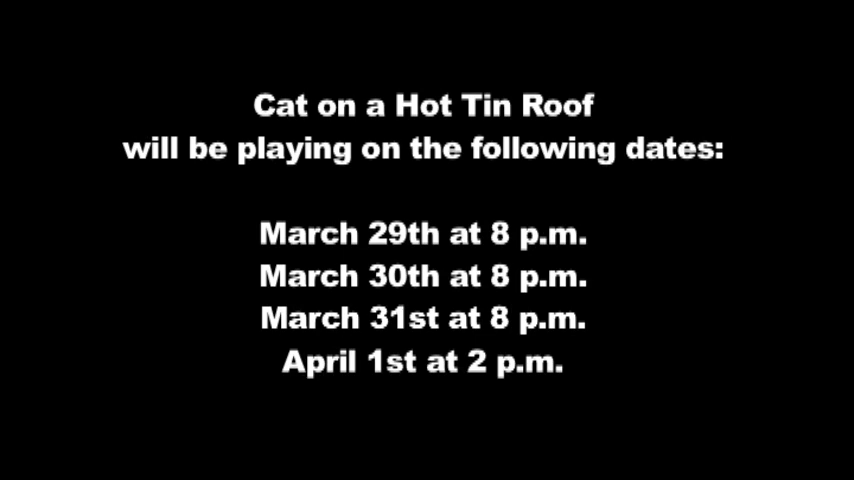 Cat on a Hot Tin Roof
will be playing on the following dates:
March 29th at 8 p.m.
March 30th at 8 p.m.
March 31st at 8 p.m.
April 1st at 2 p.m.